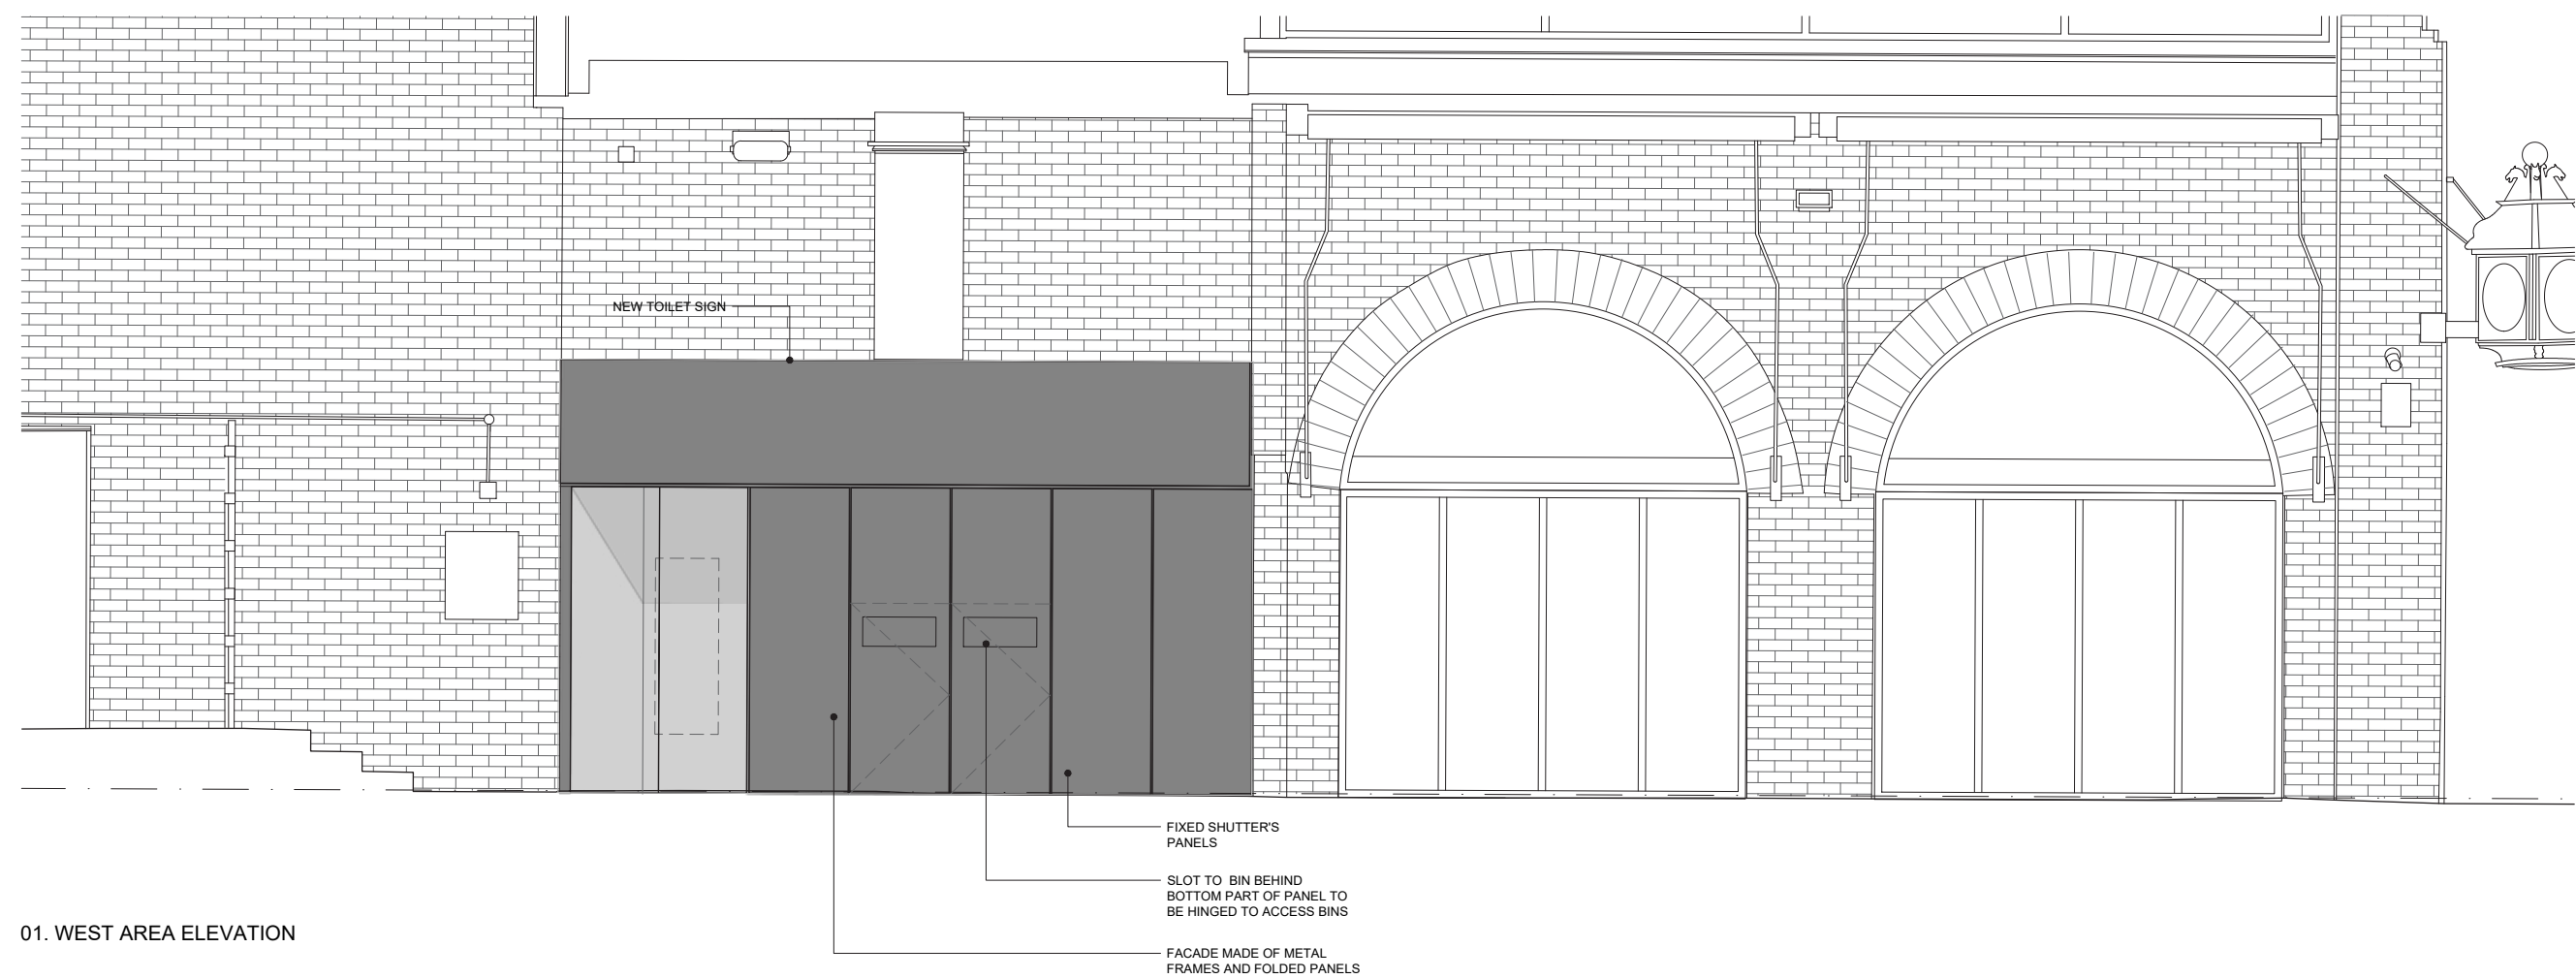 NEW TOILET SIGN
FIXED SHUTTER'S
PANELS
SLOT TO BIN BEHIND
BOTTOM PART OF PANEL TO
BE HINGED TO ACCESS BINS
01. WEST AREA ELEVATION
FACADE MADE OF METAL
FRAMES AND FOLDED PANELS